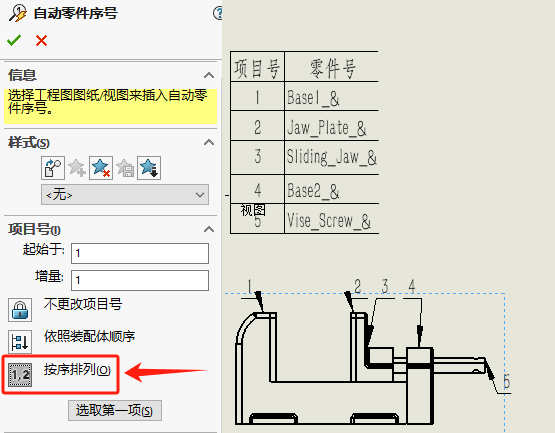 自动零件序号
信息
选择工程图图纸/视图来插入自动零
件序号。
样式(S)
<无>
项目号(I)
起始于: 1
增量: 1
不更改项目号
依照装配体顺序
1,2 按序排列(O)
选取第一项(S)
项目号 零件号
1 Base1_&
2 Jaw_Plate_&
3 Sliding_Jaw_&
4 Base2_&
视图
5 Vise_Screw_&
1 2 3 4
5